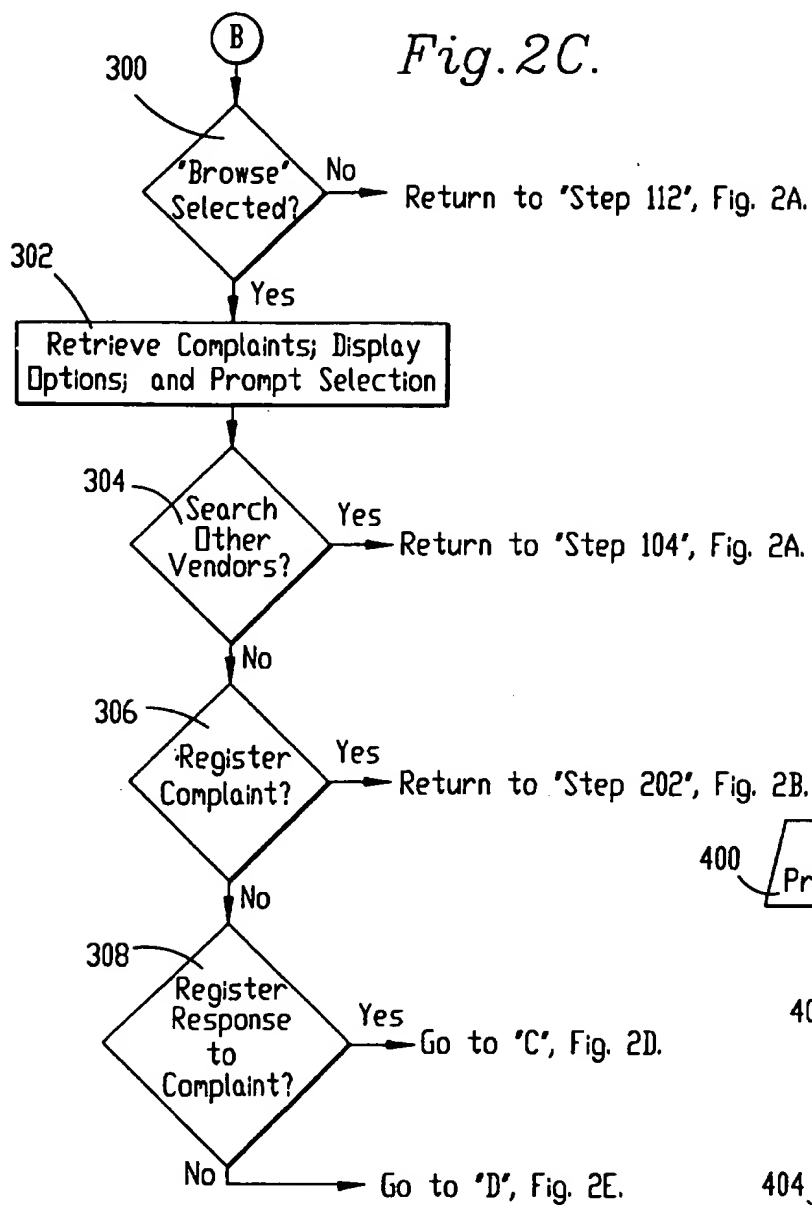 B
Fig. 2C.
300
"Browse"
Selected?
No
Return to "Step 112", Fig. 2A.
302
Yes
Retrieve Complaints; Display
Options; and Prompt Selection
304
Search
Other
Vendors?
Yes
Return to "Step 104", Fig. 2A.
No
306
Register
Complaint?
Yes
Return to "Step 202", Fig. 2B.
No
400
Pr
308
Register
Response
to
Complaint?
Yes
Go to "C", Fig. 2D.
40
No
Go to "D", Fig. 2E.
404